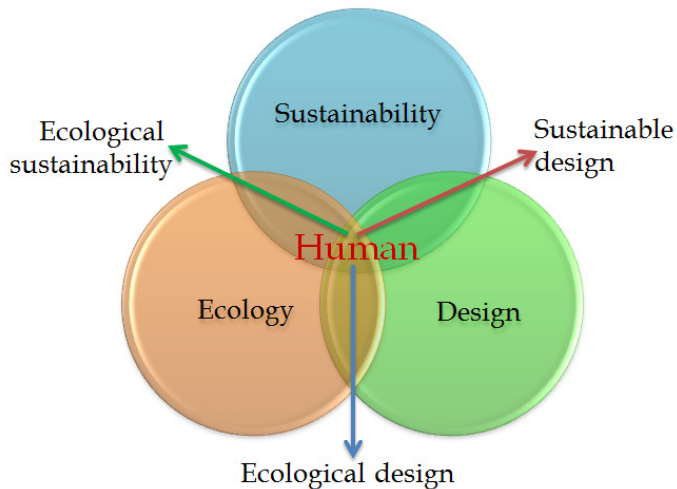 Sustainability
Ecological
sustainability
Sustainable
design
Human
Ecology
Design
Ecological design